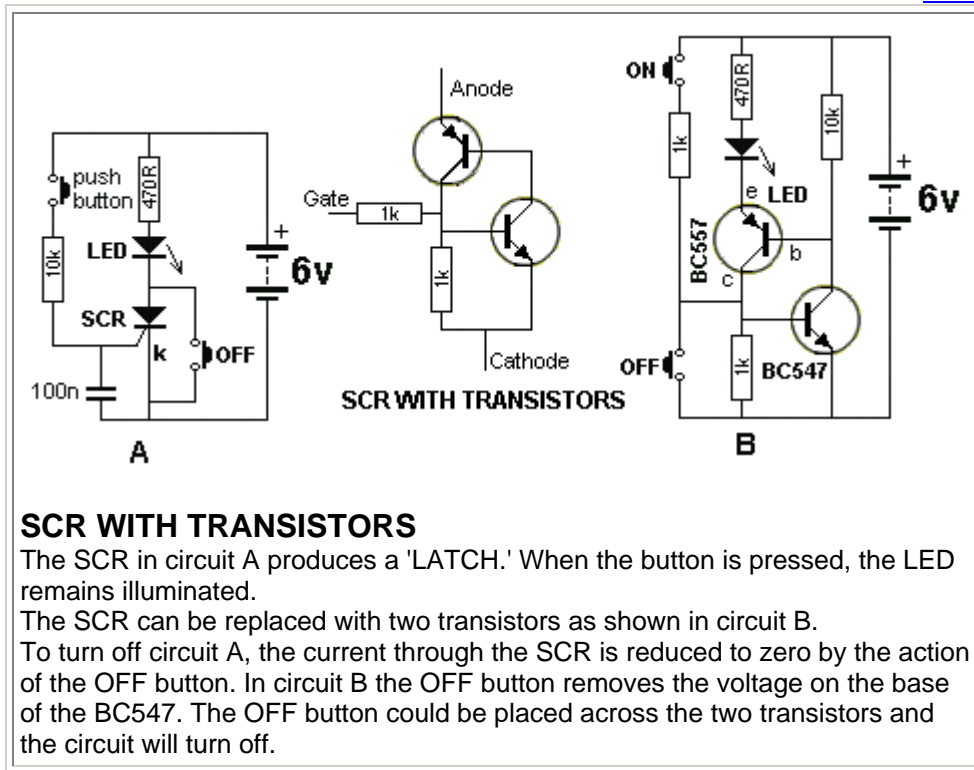 push
button
470R
LED
10k
SCR
k
OFF
100n
+
6v
A
Anode
Gate
1k
1k
Cathode
SCR WITH TRANSISTORS
ON
470R
10k
1k
LED
e
BC557
b
c
+
6v
OFF
1k
BC547
B
SCR WITH TRANSISTORS
The SCR in circuit A produces a 'LATCH.' When the button is pressed, the LED
remains illuminated.
The SCR can be replaced with two transistors as shown in circuit B.
To turn off circuit A, the current through the SCR is reduced to zero by the action
of the OFF button. In circuit B the OFF button removes the voltage on the base
of the BC547. The OFF button could be placed across the two transistors and
the circuit will turn off.